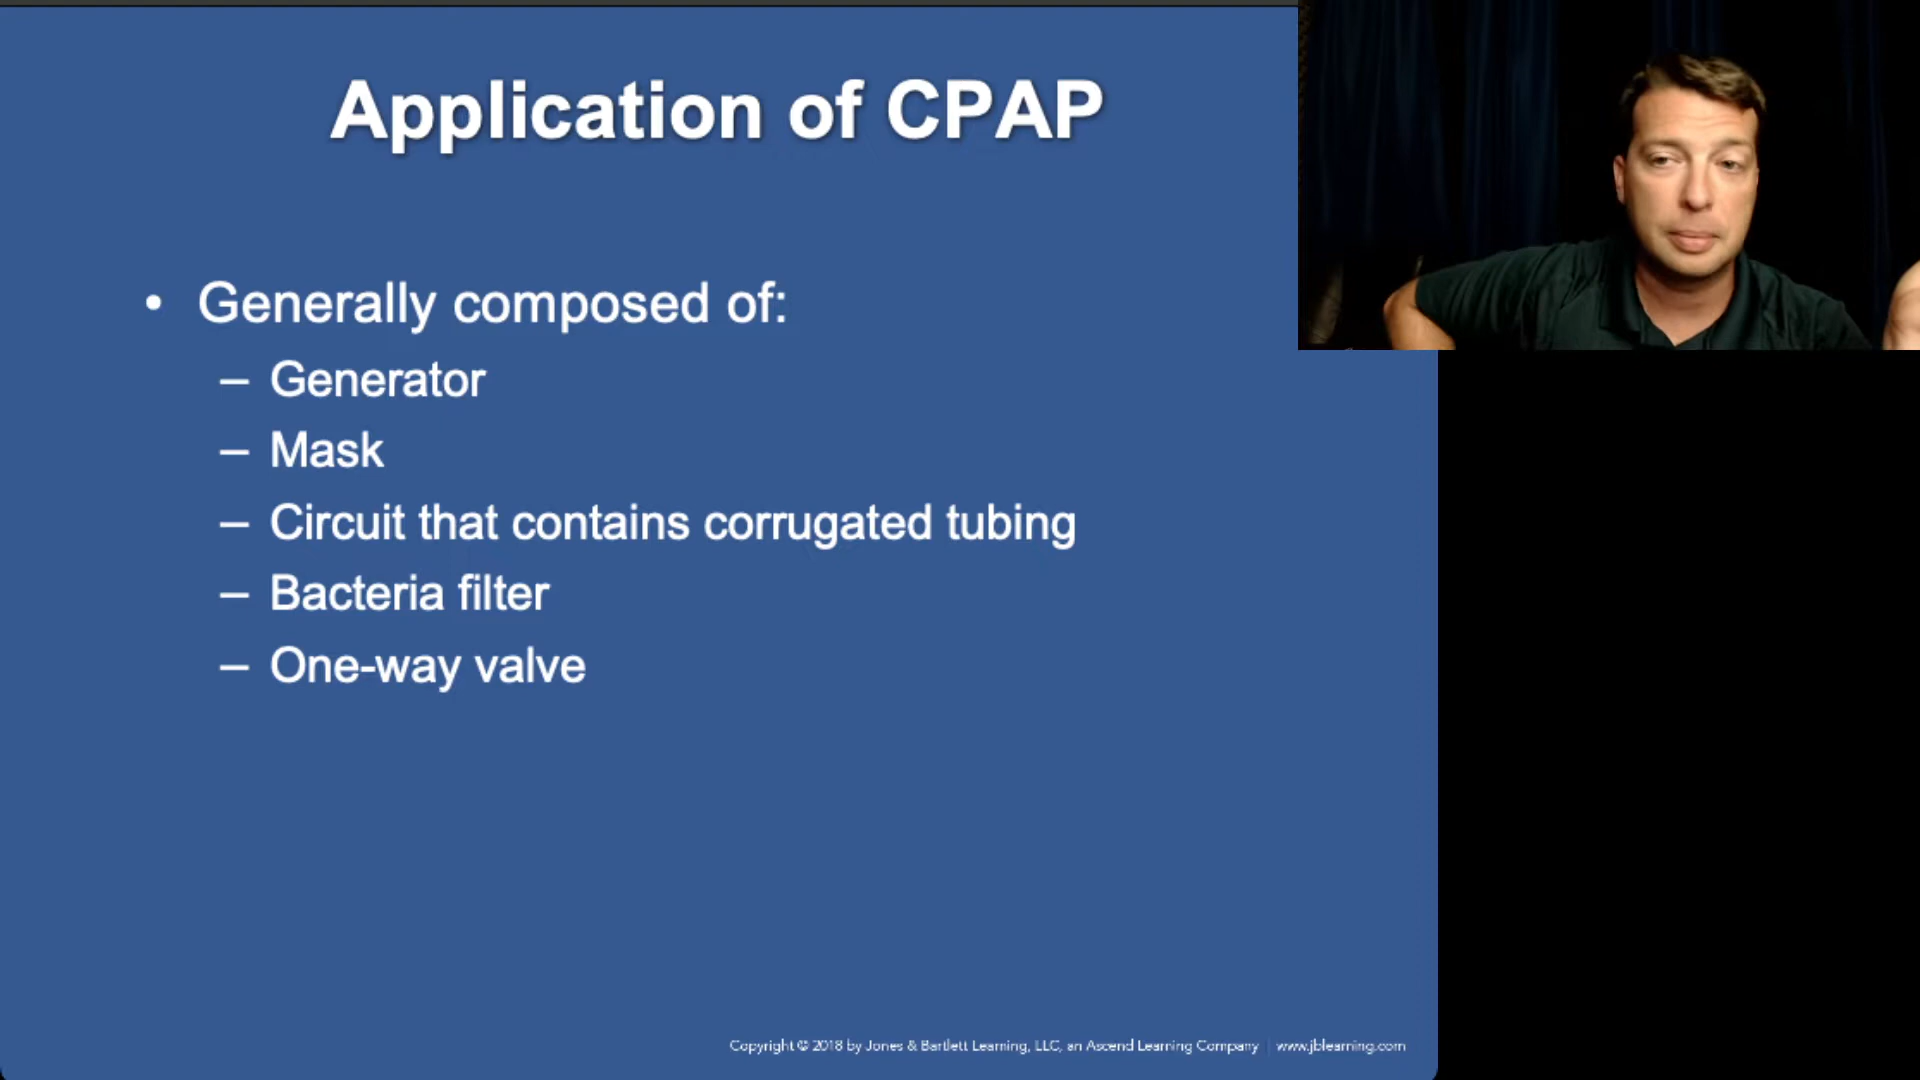 Application of CPAP
• Generally composed of:
– Generator
– Mask
– Circuit that contains corrugated tubing
– Bacteria filter
– One-way valve
Copyright © 2018 by Jones & Bartlett Learning, LLC, an Ascend Learning Company | www.jblearning.com